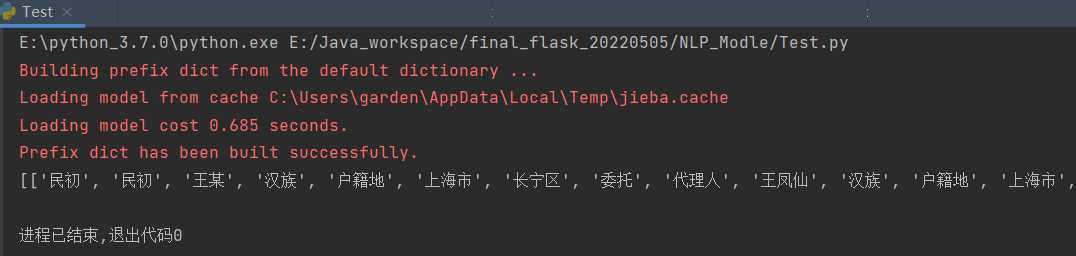 Test
E:\python_3.7.0\python.exe E:/Java_workspace/final_flask_20220505/NLP_Modle/Test.py
Building prefix dict from the default dictionary ...
Loading model from cache C:\Users\garden\AppData\Local\Temp\jieba.cache
Loading model cost 0.685 seconds.
Prefix dict has been built successfully.
[['民初', '民初', '王某', '汉族', '户籍地', '上海市', '长宁区', '委托', '代理人', '王凤仙', '汉族', '户籍地', '上海市',
进程已结束,退出代码0